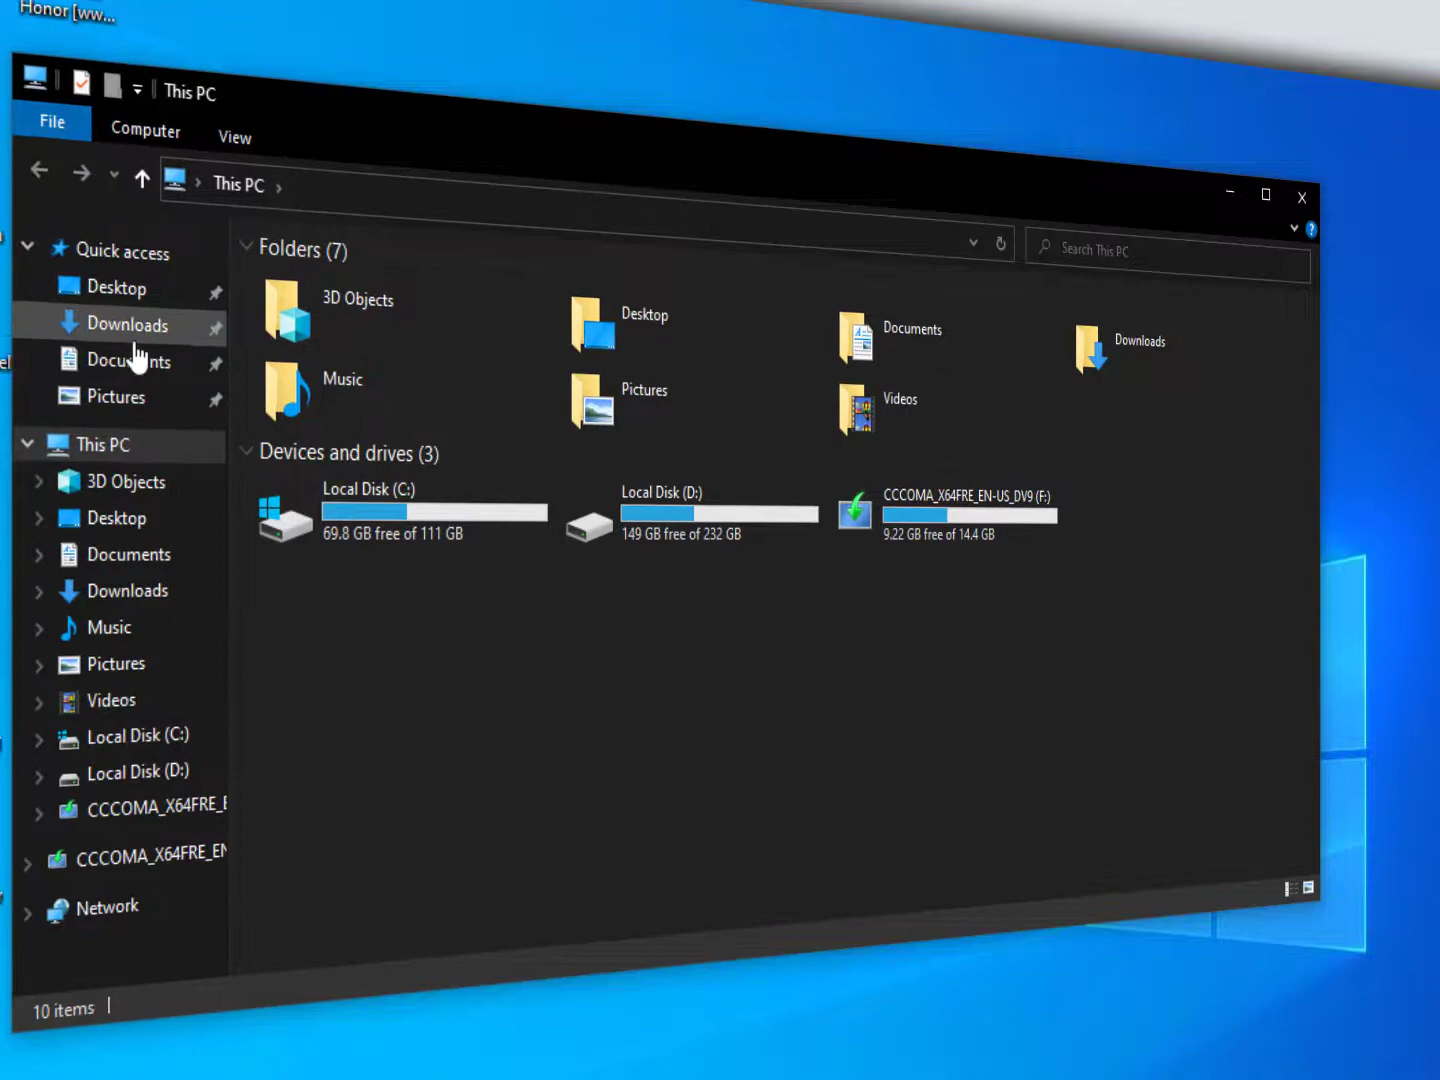 Honor [ww...
This PC
File Computer View
This PC
Search This PC
Quick access
Desktop
Downloads
Documents
Pictures
This PC
3D Objects
Desktop
Documents
Downloads
Music
Pictures
Videos
Local Disk (C:)
Local Disk (D:)
CCCOMA_X64FRE_E
CCCOMA_X64FRE_EN
Network
Folders (7)
3D Objects
Desktop
Documents
Downloads
Music
Pictures
Videos
Devices and drives (3)
Local Disk (C:)
69.8 GB free of 111 GB
Local Disk (D:)
149 GB free of 232 GB
CCCOMA_X64FRE_EN-US_DV9 (F:)
9.22 GB free of 14.4 GB
10 items